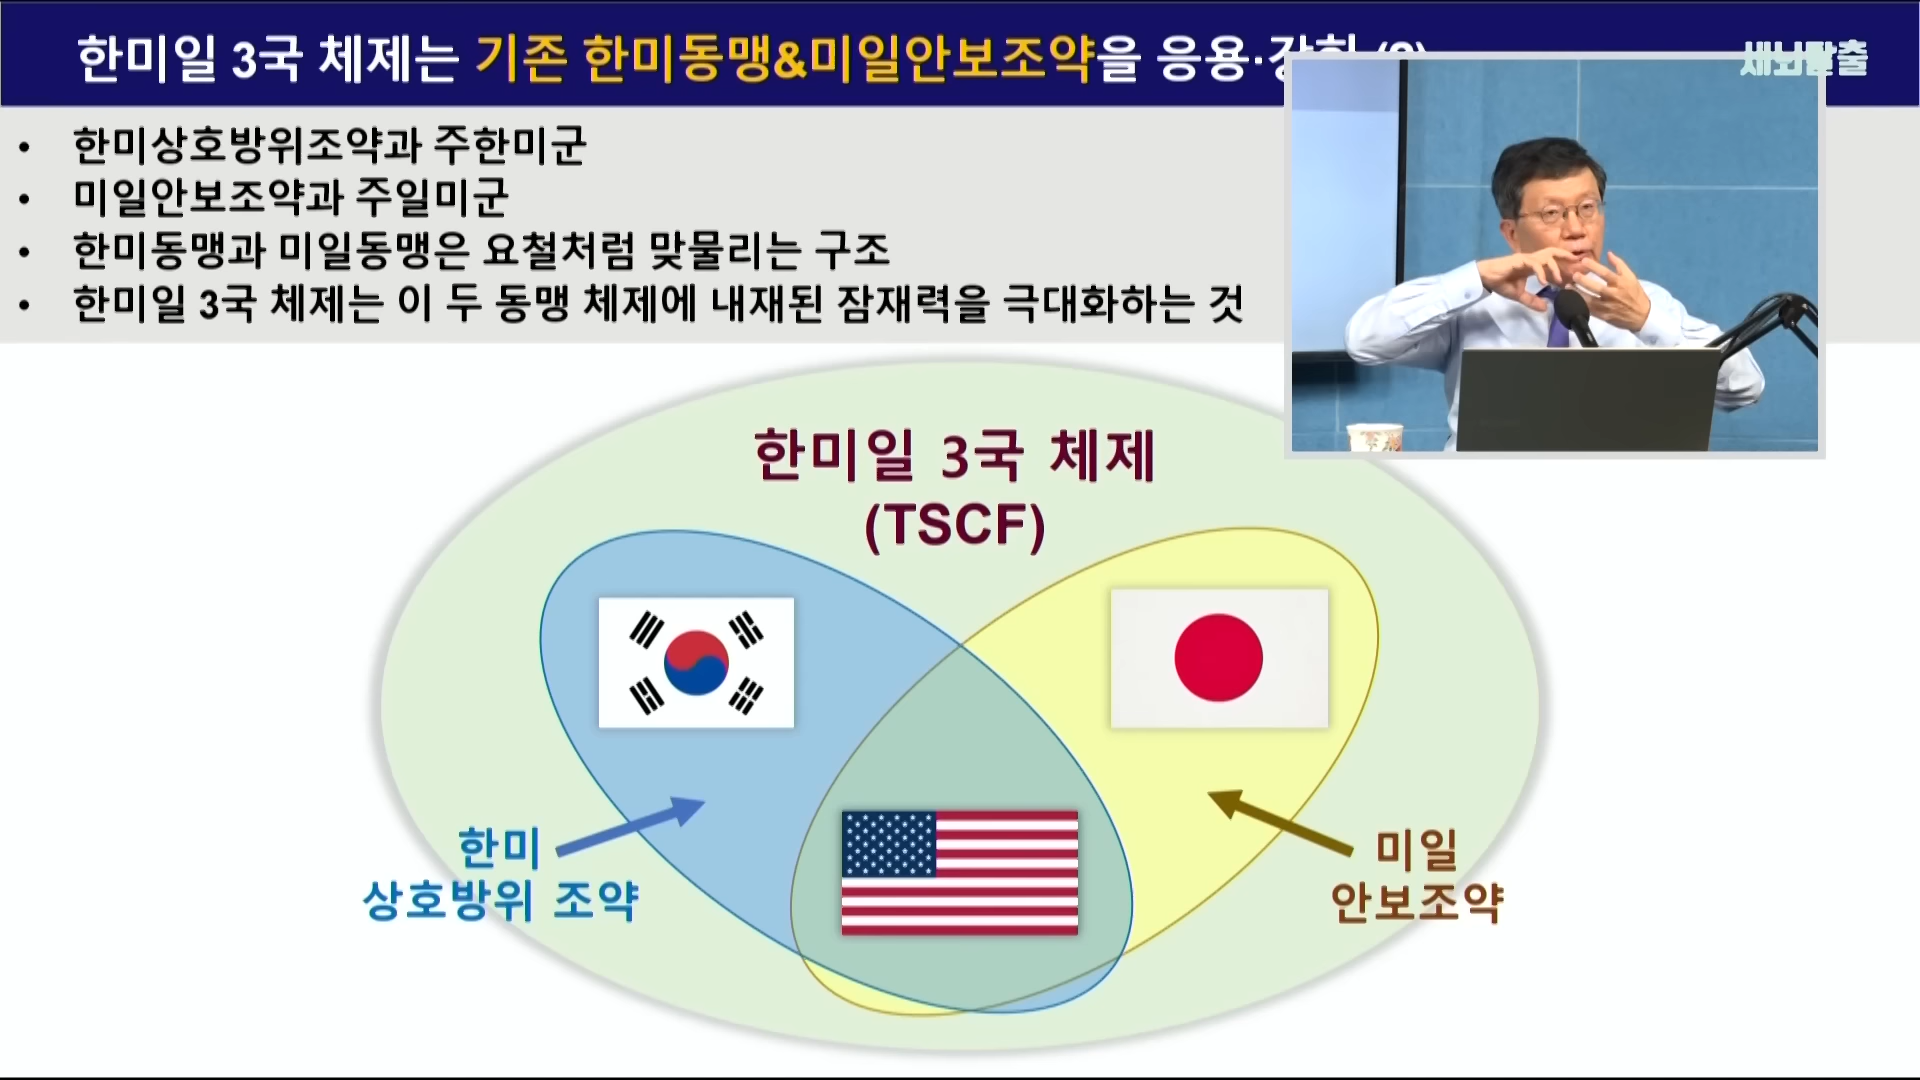 한미일 3국 체제는 기존 한미동맹&미일안보조약을 응용·강화
세뇌탈출
• 한미상호방위조약과 주한미군
• 미일안보조약과 주일미군
• 한미동맹과 미일동맹은 요철처럼 맞물리는 구조
• 한미일 3국 체제는 이 두 동맹 체제에 내재된 잠재력을 극대화하는 것
한미일 3국 체제
(TSCF)
한미
상호방위 조약
미일
안보조약